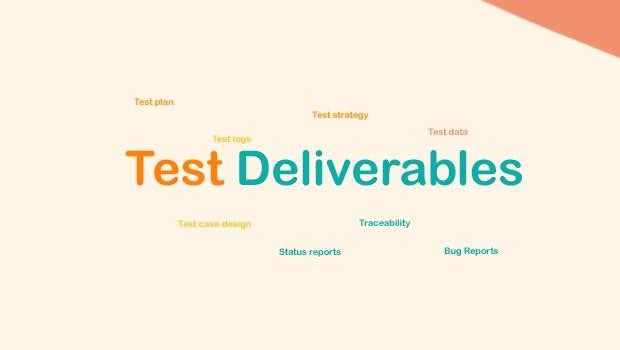 Test plan
Test strategy
Test data
Test logs
Test Deliverables
Test case design
Traceability
Status reports
Bug Reports